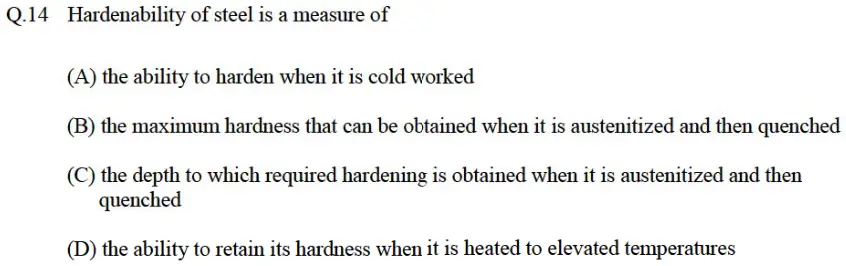 Q.14 Hardenability of steel is a measure of
(A) the ability to harden when it is cold worked
(B) the maximum hardness that can be obtained when it is austenitized and then quenched
(C) the depth to which required hardening is obtained when it is austenitized and then
quenched
(D) the ability to retain its hardness when it is heated to elevated temperatures